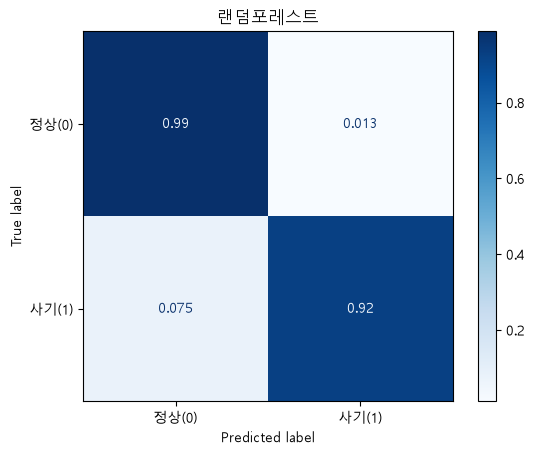 랜덤포레스트
정상(0)
0.99
0.013
True label
사기(1)
0.075
0.92
정상(0)
사기(1)
Predicted label
0.8
0.6
0.4
0.2